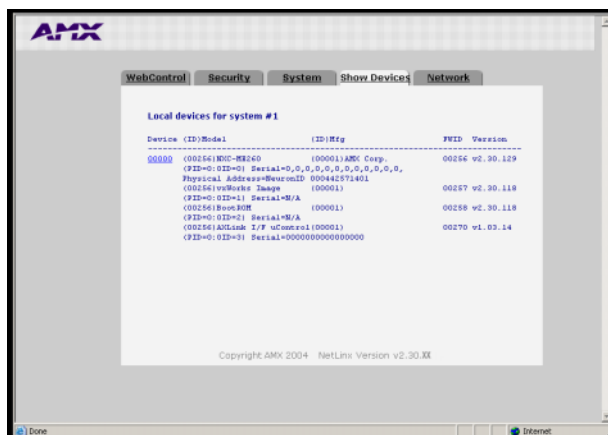 AMX
WebControl Security System Show Devices Network
Local devices for system #1
Device (ID)Model (ID)Mfg FWID Version
00000 (00256)NXC-ME260 (00001)AMX Corp. 00256 v2.30.129
(PID=0:OID=0) Serial=0,0,0,0,0,0,0,0,0,0,0,0,
Physical Address=NeuronID 000442571401
(00256)vxWorks Image (00001) 00257 v2.30.118
(PID=0:OID=1) Serial=N/A
(00256)BootROM (00001) 00258 v2.30.118
(PID=0:OID=2) Serial=N/A
(00256)AXLink I/F uControl(00001) 00270 v1.03.14
(PID=0:OID=3) Serial=0000000000000000
Copyright AMX 2004 NetLinx Version v2.30.XX
Done Internet